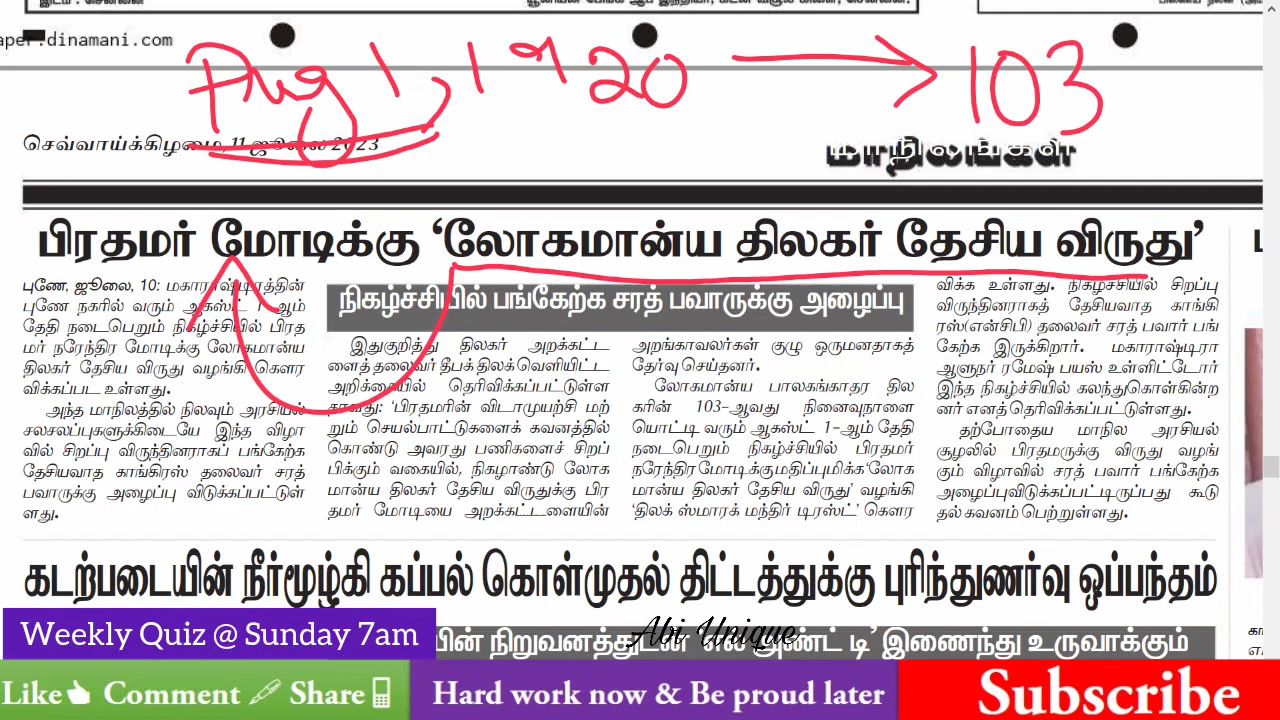 aper.dinamani.com
Aug 1, 1920 → 103
செவ்வாய்க்கிழமை, 11 ஜூலை 2023
மாநிலங்கள்
பிரதமர் மோடிக்கு ‘லோகமான்ய திலகர் தேசிய விருது’
நிகழ்ச்சியில் பங்கேற்க சரத் பவாருக்கு அழைப்பு
புணே, ஜூலை, 10: மகாராஷ்டிரத்தின்
புணே நகரில் வரும் ஆகஸ்ட் 1-ஆம்
தேதி நடைபெறும் நிகழ்ச்சியில் பிரத
மர் நரேந்திர மோடிக்கு லோகமான்ய
திலகர் தேசிய விருது வழங்கி கௌர
விக்கப்பட உள்ளது.
அந்த மாநிலத்தில் நிலவும் அரசியல்
சலசலப்புகளுக்கிடையே இந்த விழா
வில் சிறப்பு விருந்தினராகப் பங்கேற்க
தேசியவாத காங்கிரஸ் தலைவர் சரத்
பவாருக்கு அழைப்பு விடுக்கப்பட்டுள்
ளது.
இதுகுறித்து திலகர் அறக்கட்ட
ளைத் தலைவர் தீபக் திலக் வெளியிட்ட
அறிக்கையில் தெரிவிக்கப்பட்டுள்ள
தாவது: ‘பிரதமரின் விடாமுயற்சி மற்
றும் செயல்பாட்டுகளைக் கவனத்தில்
கொண்டு அவரது பணிகளைச் சிறப்
பிக்கும் வகையில், நிகழாண்டு லோக
மான்ய திலகர் தேசிய விருதுக்கு பிர
தமர் மோடியை அறக்கட்டளையின்
அறங்காவலர்கள் குழு ஒருமனதாகத்
தேர்வு செய்தனர்.
லோகமான்ய பாலகங்காதர தில
கரின் 103-ஆவது நினைவுநாளை
யொட்டி வரும் ஆகஸ்ட் 1-ஆம் தேதி
நடைபெறும் நிகழ்ச்சியில் பிரதமர்
நரேந்திர மோடிக்கு மதிப்புமிக்க ‘லோக
மான்ய திலகர் தேசிய விருது’ வழங்கி
‘திலக் ஸ்மாரக் மந்திர் டிரஸ்ட்’ கௌர
விக்க உள்ளது. நிகழ்ச்சியில் சிறப்பு
விருந்தினராகத் தேசியவாத காங்கி
ரஸ்(என்சிபி) தலைவர் சரத் பவார் பங்
கேற்க இருக்கிறார். மகாராஷ்டிரா
ஆளுநர் ரமேஷ் பயஸ் உள்ளிட்டோர்
இந்த நிகழ்ச்சியில் கலந்துகொள்கின்ற
னர் எனத் தெரிவிக்கப்பட்டுள்ளது.
தற்போதைய மாநில அரசியல்
சூழலில் பிரதமருக்கு விருது வழங்
கும் விழாவில் சரத் பவார் பங்கேற்க
அழைப்புவிடுக்கப்பட்டிருப்பது கூடு
தல் கவனம் பெற்றுள்ளது.
கடற்படையின் நீர்மூழ்கி கப்பல் கொள்முதல் திட்டத்துக்கு புரிந்துணர்வு ஒப்பந்தம்
யின் நிறுவனத்துடன் ‘எல் அண்ட் டி’ இணைந்து உருவாக்கும்
Abi Unique
Weekly Quiz @ Sunday 7am
Like Comment Share
Hard work now & Be proud later
Subscribe